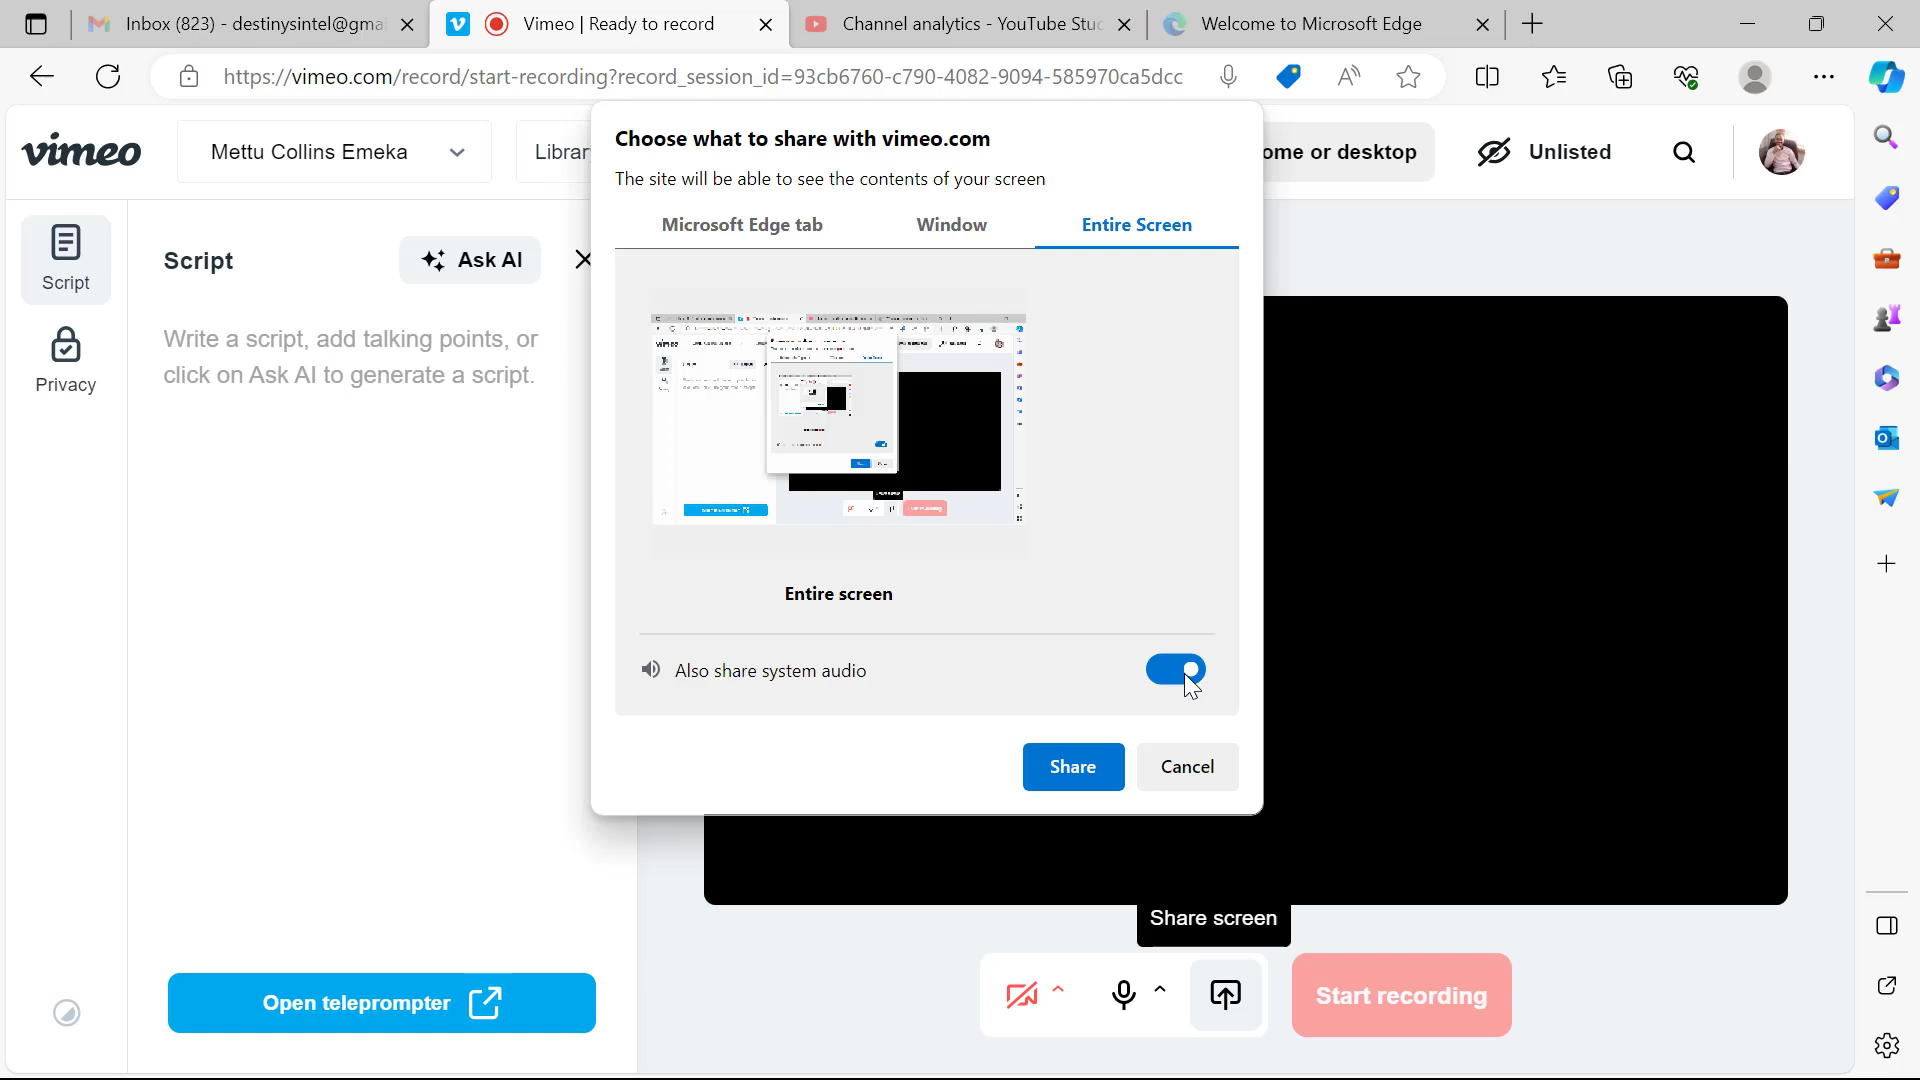 Inbox (823) - destinysintel@gma
Vimeo | Ready to record
Channel analytics - YouTube Stuc
Welcome to Microsoft Edge
https://vimeo.com/record/start-recording?record_session_id=93cb6760-c790-4082-9094-585970ca5dcc
vimeo
Mettu Collins Emeka
Librar
ome or desktop
Unlisted
Choose what to share with vimeo.com
The site will be able to see the contents of your screen
Microsoft Edge tab
Window
Entire Screen
Script
Privacy
Script
Ask AI
Write a script, add talking points, or
click on Ask AI to generate a script.
Entire screen
Also share system audio
Share
Cancel
Share screen
Open teleprompter
Start recording